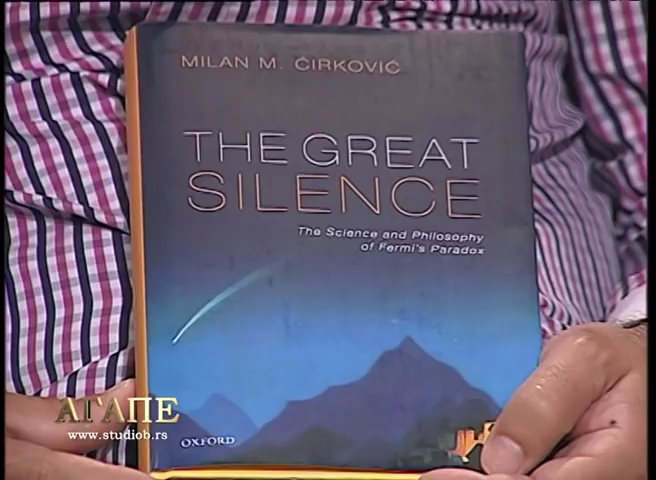 MILAN M. ĆIRKOVIĆ
THE GREAT
SILENCE
The Science and Philosophy
of Fermi's Paradox
OXFORD
АГАПЕ
www.studiob.rs